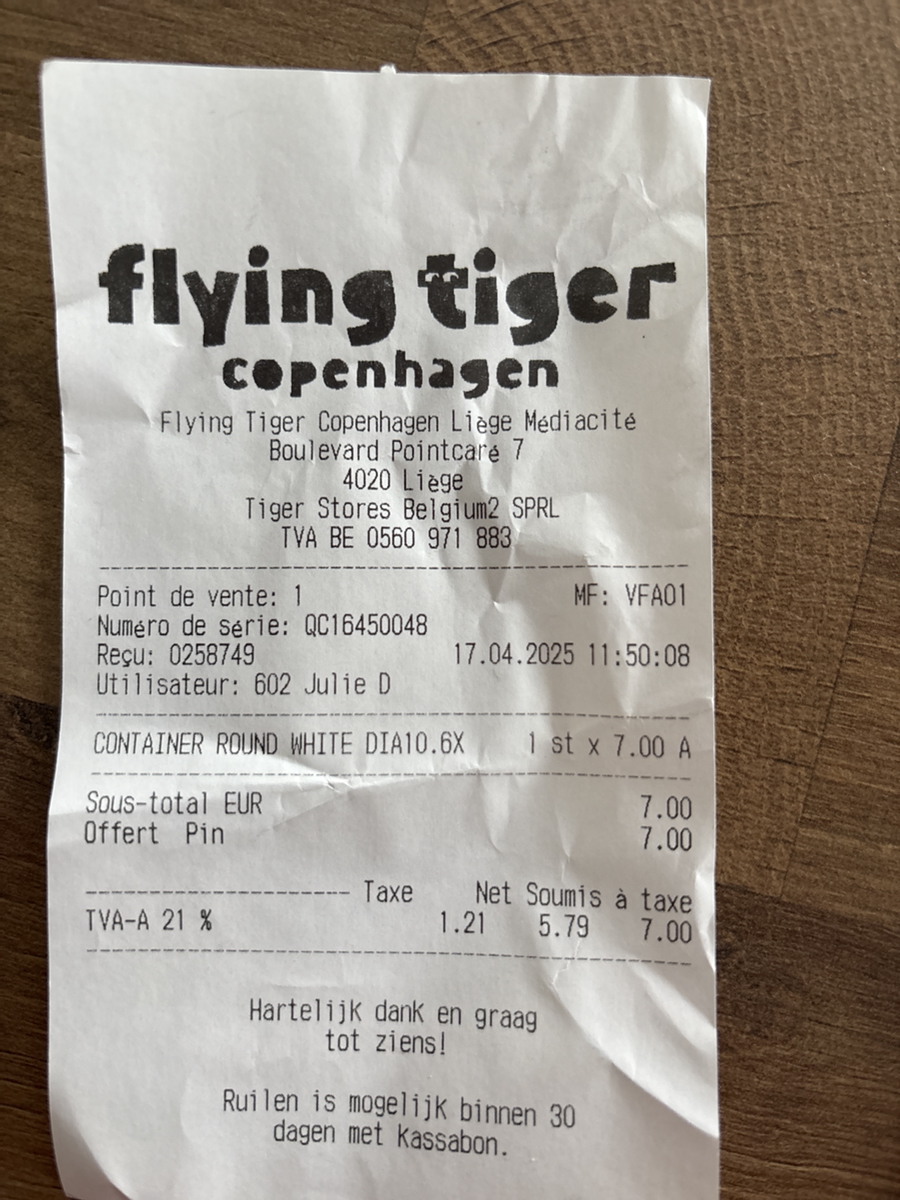 flying tiger
copenhagen
Flying Tiger Copenhagen Liège Médiacité
Boulevard Pointcaré 7
4020 Liège
Tiger Stores Belgium2 SPRL
TVA BE 0560 971 883
Point de vente: 1 MF: VFA01
Numéro de série: QC16450048
Reçu: 0258749 17.04.2025 11:50:08
Utilisateur: 602 Julie D
CONTAINER ROUND WHITE DIA10.6X 1 st x 7.00 A
Sous-total EUR 7.00
Offert Pin 7.00
Taxe Net Soumis à taxe
TVA-A 21 % 1.21 5.79 7.00
Hartelijk dank en graag
tot ziens!
Ruilen is mogelijk binnen 30
dagen met kassabon.